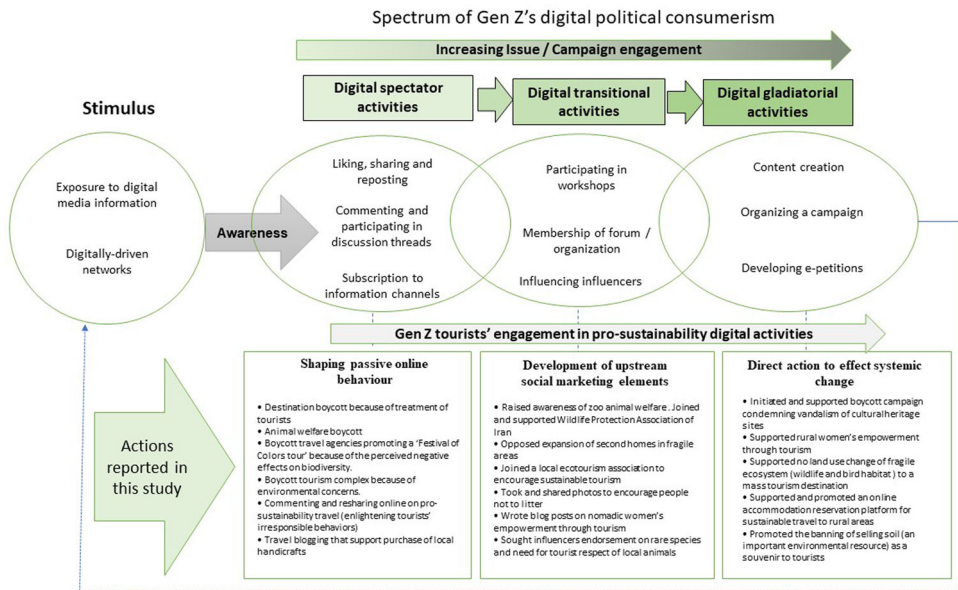 Spectrum of Gen Z's digital political consumerism
Increasing Issue / Campaign engagement
Digital spectator
activities
Digital transitional
activities
Digital gladiatorial
activities
Stimulus
Exposure to digital
media information
Digitally-driven
networks
Awareness
Liking, sharing and
reposting
Commenting and
participating in
discussion threads
Subscription to
information channels
Participating in
workshops
Membership of forum /
organization
Influencing influencers
Content creation
Organizing a campaign
Developing e-petitions
Gen Z tourists' engagement in pro-sustainability digital activities
Actions
reported in
this study
Shaping passive online
behaviour
• Destination boycott because of treatment of
tourists
• Animal welfare boycott
• Boycott travel agencies promoting a 'Festival of
Colors tour' because of the perceived negative
effects on biodiversity.
• Boycott tourism complex because of
environmental concerns.
• Commenting and resharing online on pro-
sustainability travel (enlightening tourists'
irresponsible behaviors)
• Travel blogging that support purchase of local
handicrafts
Development of upstream
social marketing elements
• Raised awareness of zoo animal welfare. Joined
and supported Wildlife Protection Association of
Iran
• Opposed expansion of second homes in fragile
areas
• Joined a local ecotourism association to
encourage sustainable tourism
• Took and shared photos to encourage people
not to litter
• Wrote blog posts on nomadic women's
empowerment through tourism
• Sought influencers endorsement on rare species
and need for tourist respect of local animals
Direct action to effect systemic
change
• Initiated and supported boycott campaign
condemning vandalism of cultural heritage
sites
• Supported rural women's empowerment
through tourism
• Supported no land use change of fragile
ecosystem (wildlife and bird habitat) to a
mass tourism destination
• Supported and promoted an online
accommodation reservation platform for
sustainable travel to rural areas
• Promoted the banning of selling soil (an
important environmental resource) as a
souvenir to tourists